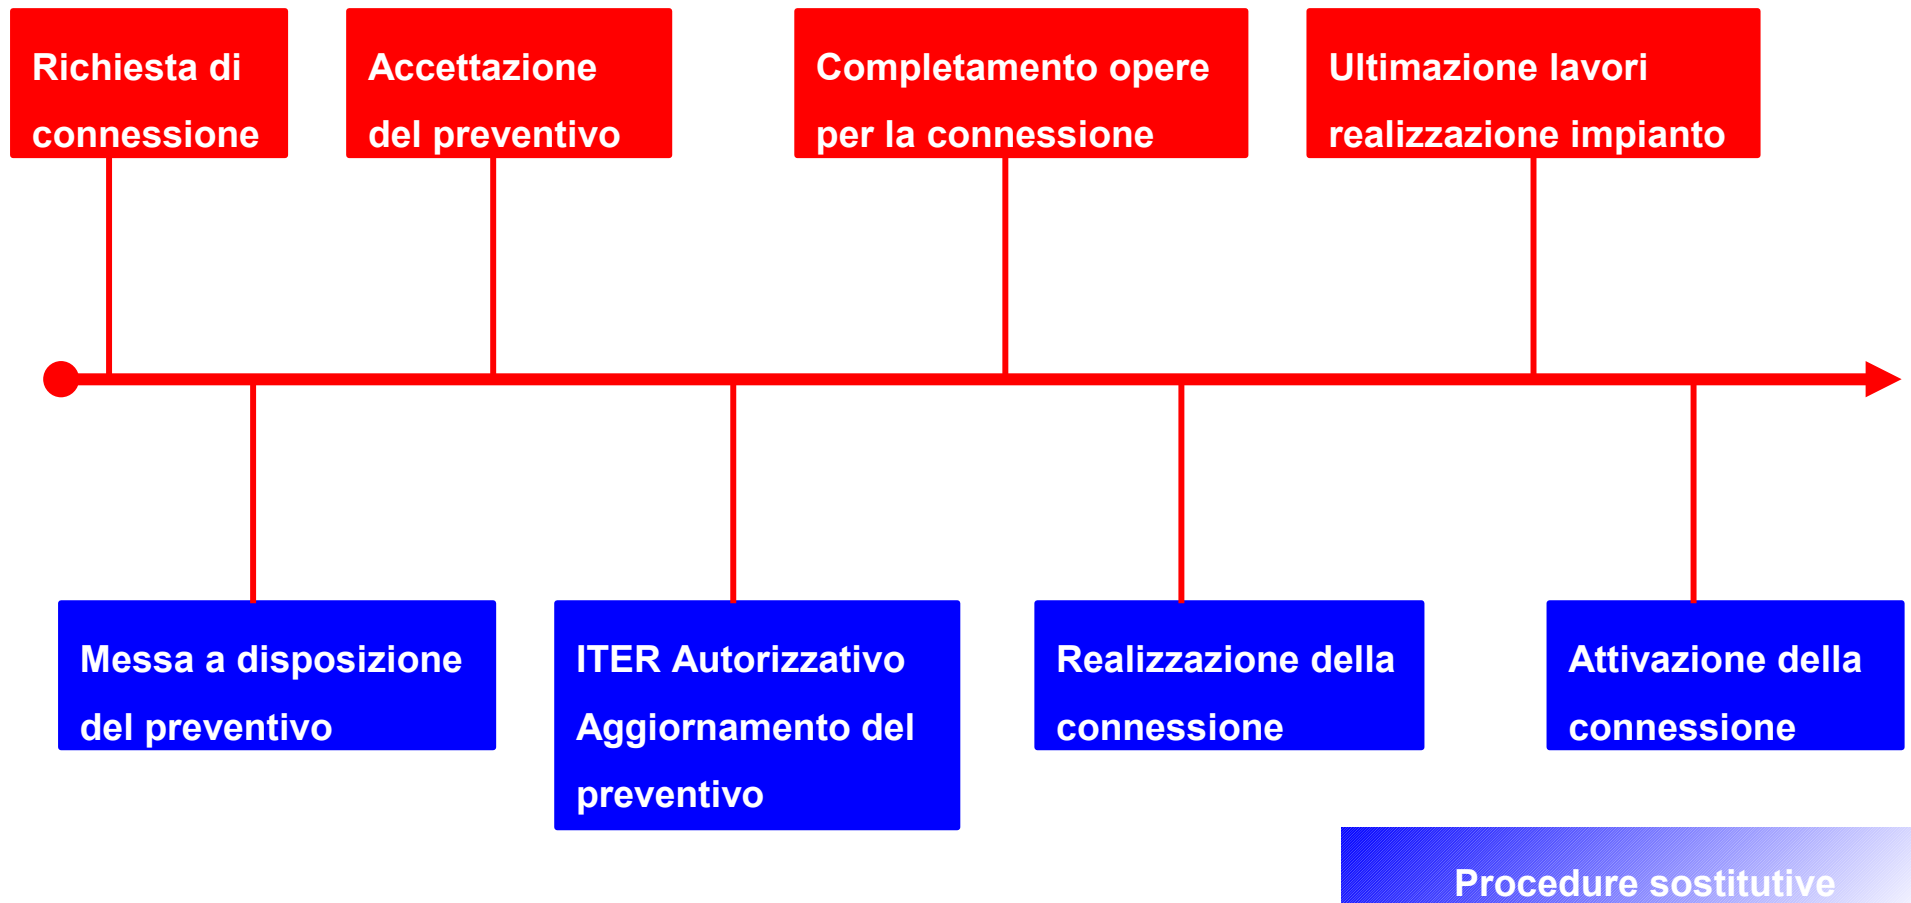 Richiesta di
connessione
Accettazione
del preventivo
Completamento opere
per la connessione
Ultimazione lavori
realizzazione impianto
Messa a disposizione
del preventivo
ITER Autorizzativo
Aggiornamento del
preventivo
Realizzazione della
connessione
Attivazione della
connessione
Procedure sostitutive